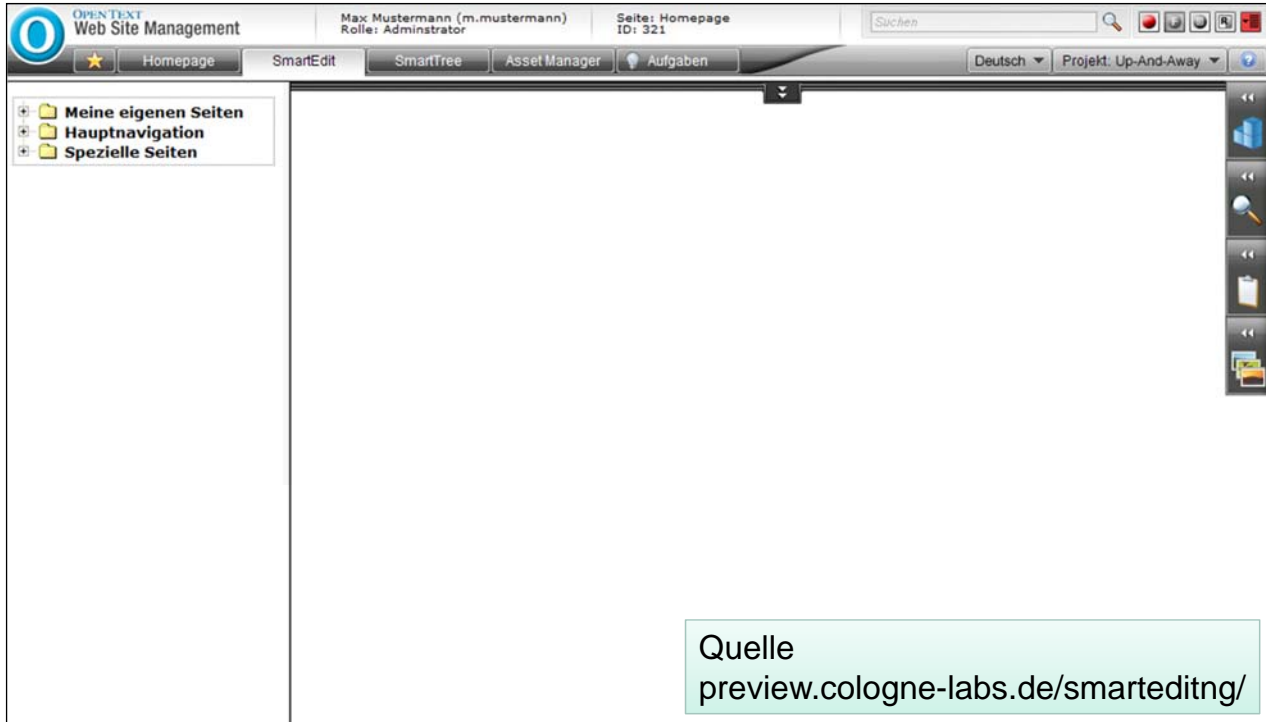 OPEN TEXT
Web Site Management
Max Mustermann (m.mustermann)
Rolle: Adminstrator
Seite: Homepage
ID: 321
Suchen
Homepage
SmartEdit
SmartTree
Asset Manager
Aufgaben
Deutsch
Projekt: Up-And-Away
Meine eigenen Seiten
Hauptnavigation
Spezielle Seiten
Quelle
preview.cologne-labs.de/smarteditng/